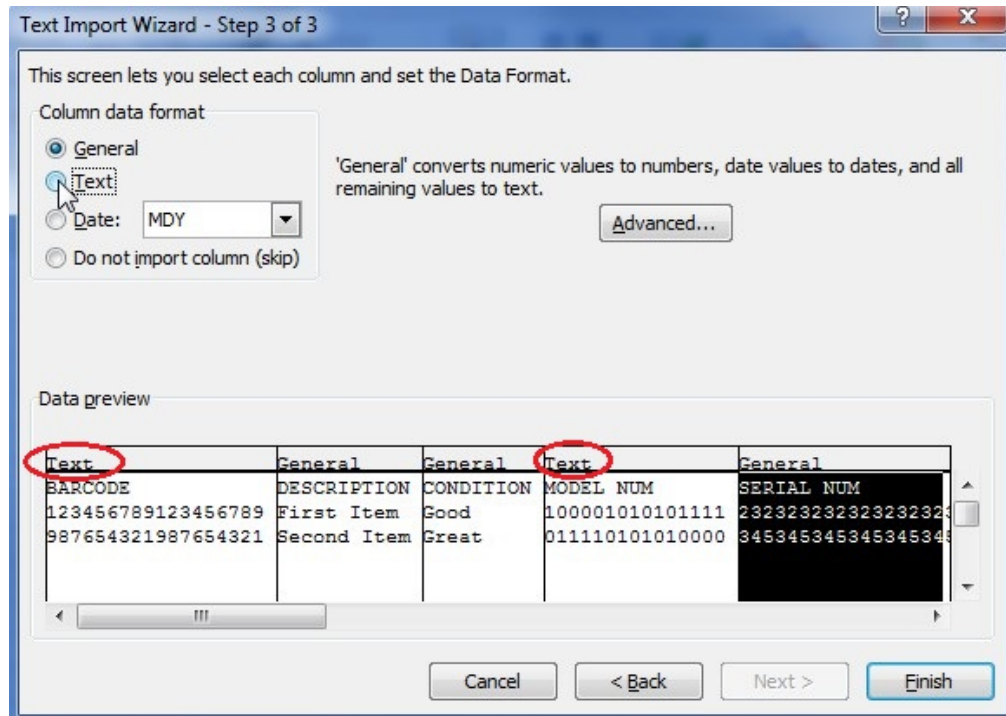 Text Import Wizard - Step 3 of 3
?
X
This screen lets you select each column and set the Data Format.
Column data format
General
Text
Date: MDY
Do not import column (skip)
'General' converts numeric values to numbers, date values to dates, and all
remaining values to text.
Advanced...
Data preview
Text General General Text General
BARCODE DESCRIPTION CONDITION MODEL NUM SERIAL NUM
123456789123456789 First Item Good 100001010101111
987654321987654321 Second Item Great 011110101010000
Cancel < Back Next > Finish